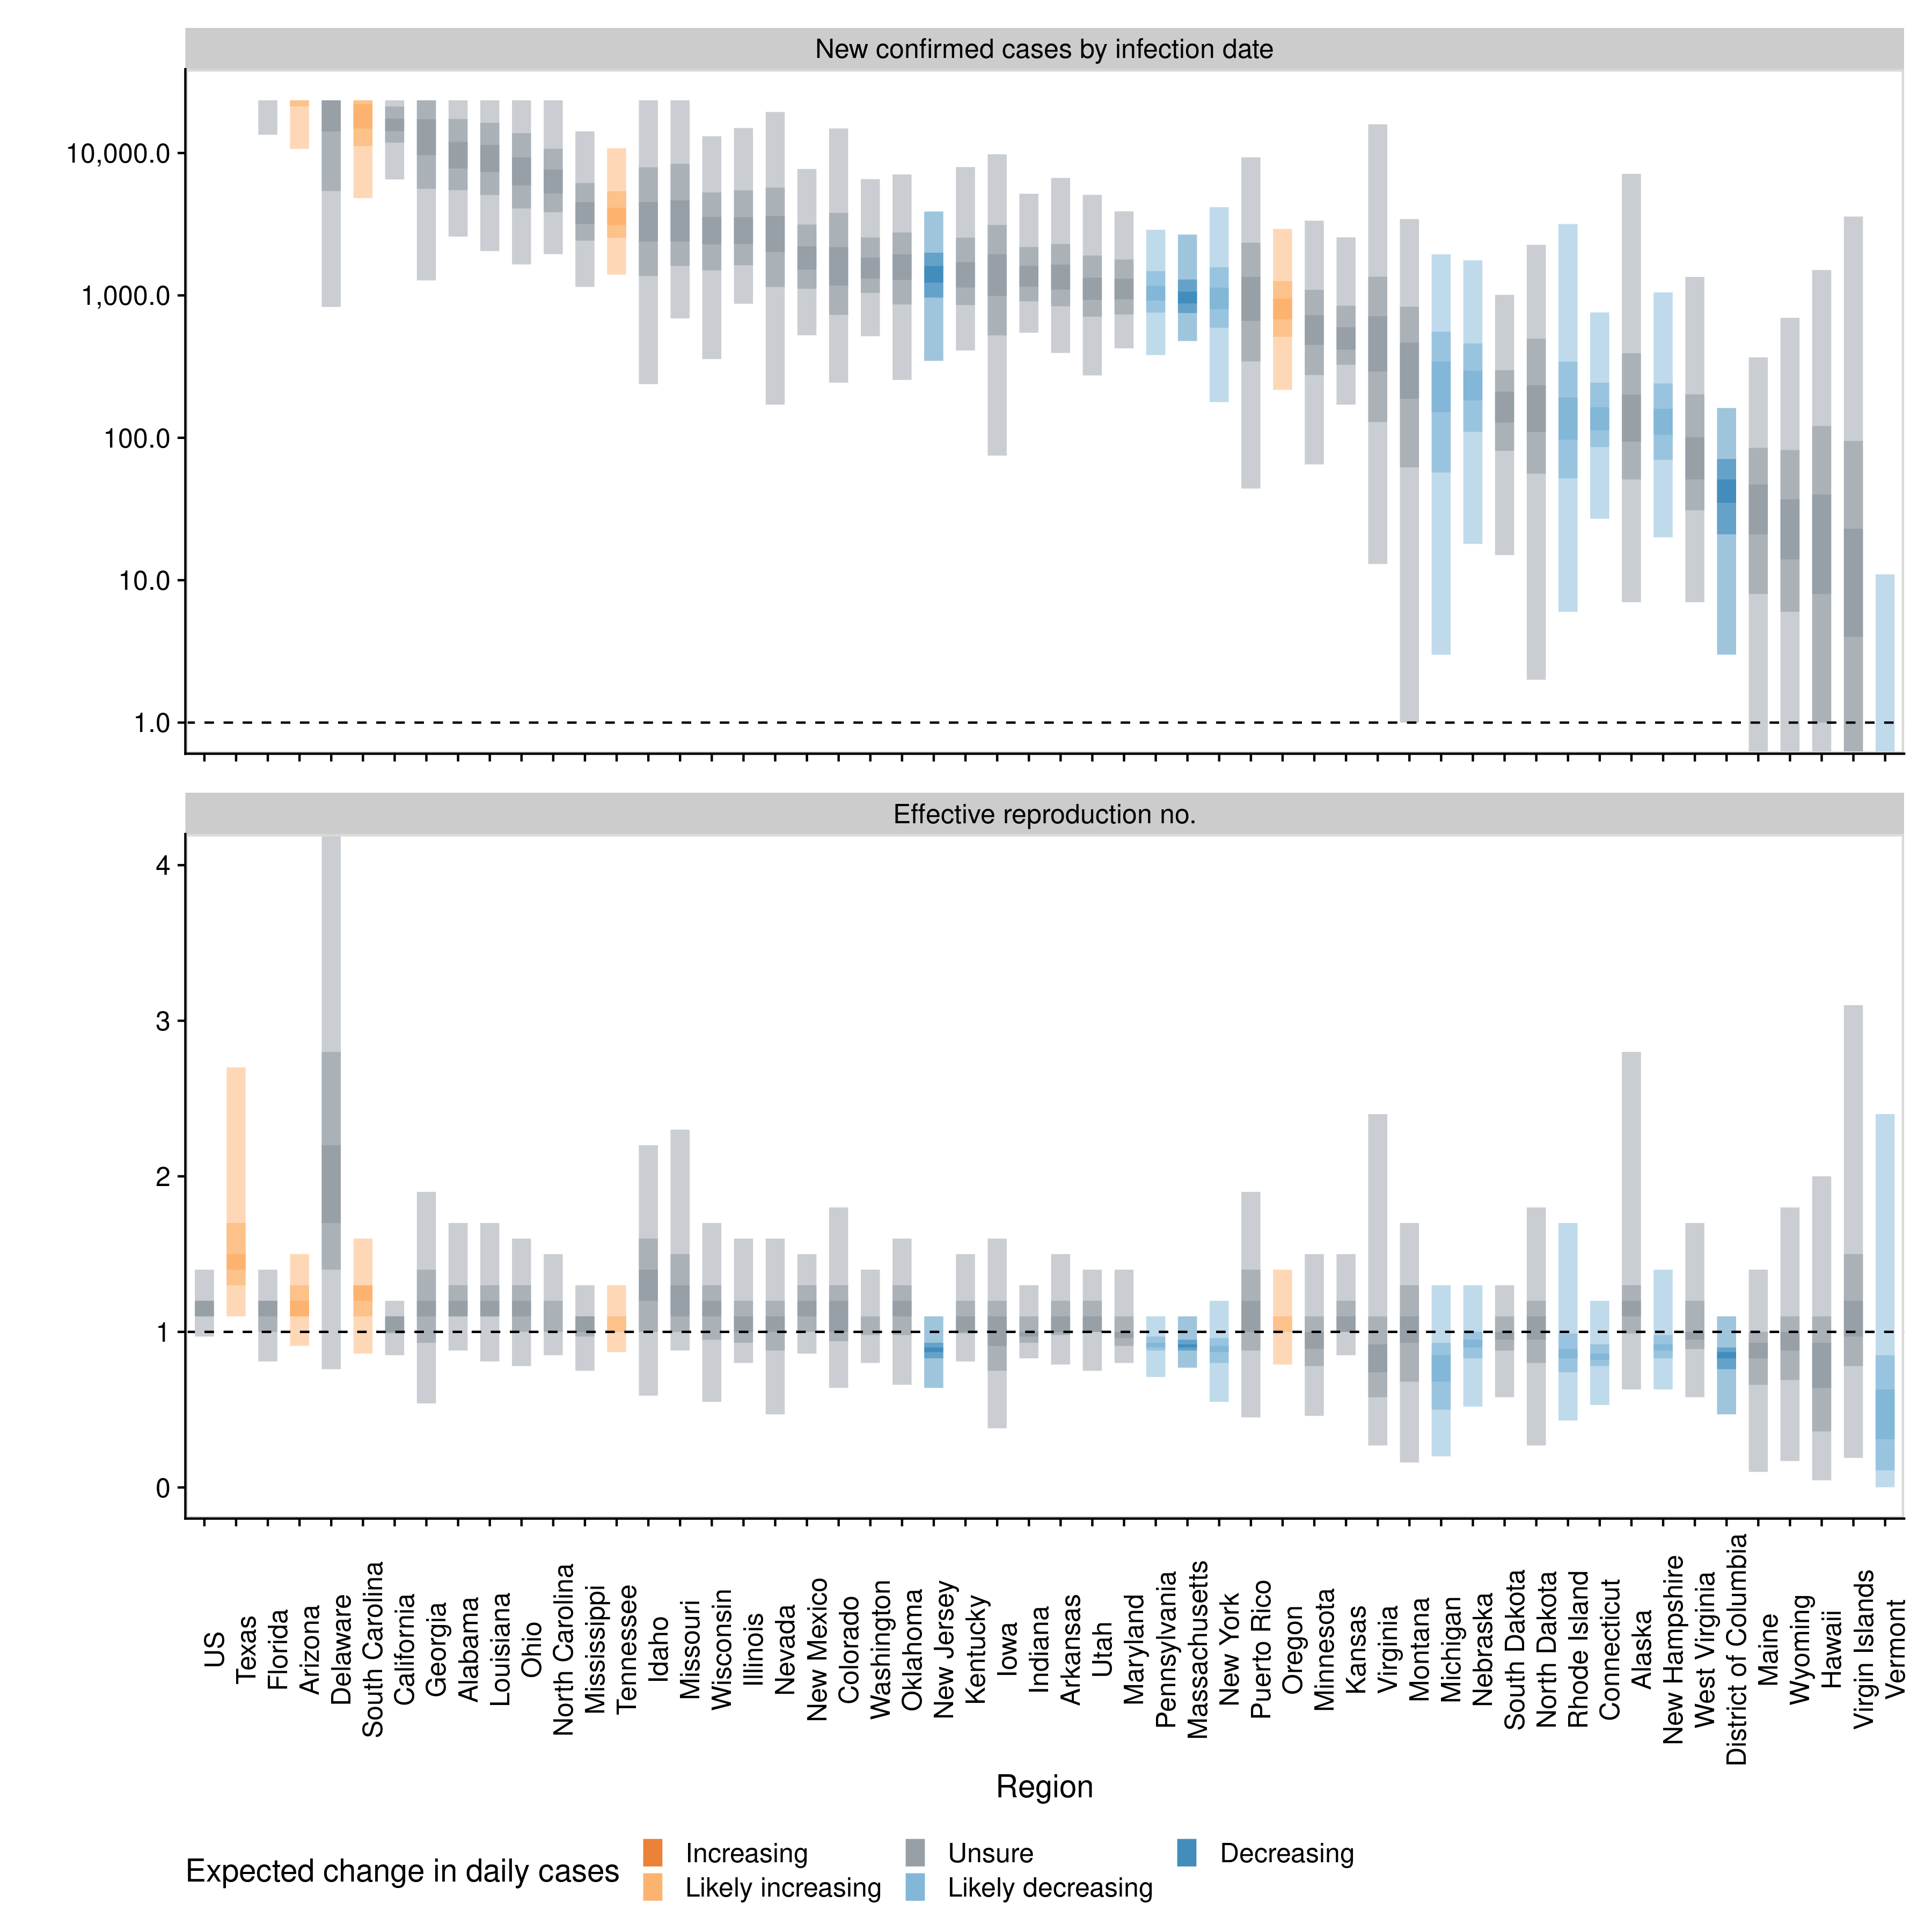 New confirmed cases by infection date
10,000.0
1,000.0
100.0
10.0
1.0
Effective reproduction no.
4
3
2
1
0
US
Texas
Florida
Arizona
Delaware
South Carolina
California
Georgia
Alabama
Louisiana
Ohio
North Carolina
Mississippi
Tennessee
Idaho
Missouri
Wisconsin
Illinois
Nevada
New Mexico
Colorado
Washington
Oklahoma
New Jersey
Kentucky
Iowa
Indiana
Arkansas
Utah
Maryland
Pennsylvania
Massachusetts
New York
Puerto Rico
Oregon
Minnesota
Kansas
Virginia
Montana
Michigan
Nebraska
South Dakota
North Dakota
Rhode Island
Connecticut
Alaska
New Hampshire
West Virginia
District of Columbia
Maine
Wyoming
Hawaii
Virgin Islands
Vermont
Region
Expected change in daily cases
Increasing
Likely increasing
Unsure
Likely decreasing
Decreasing